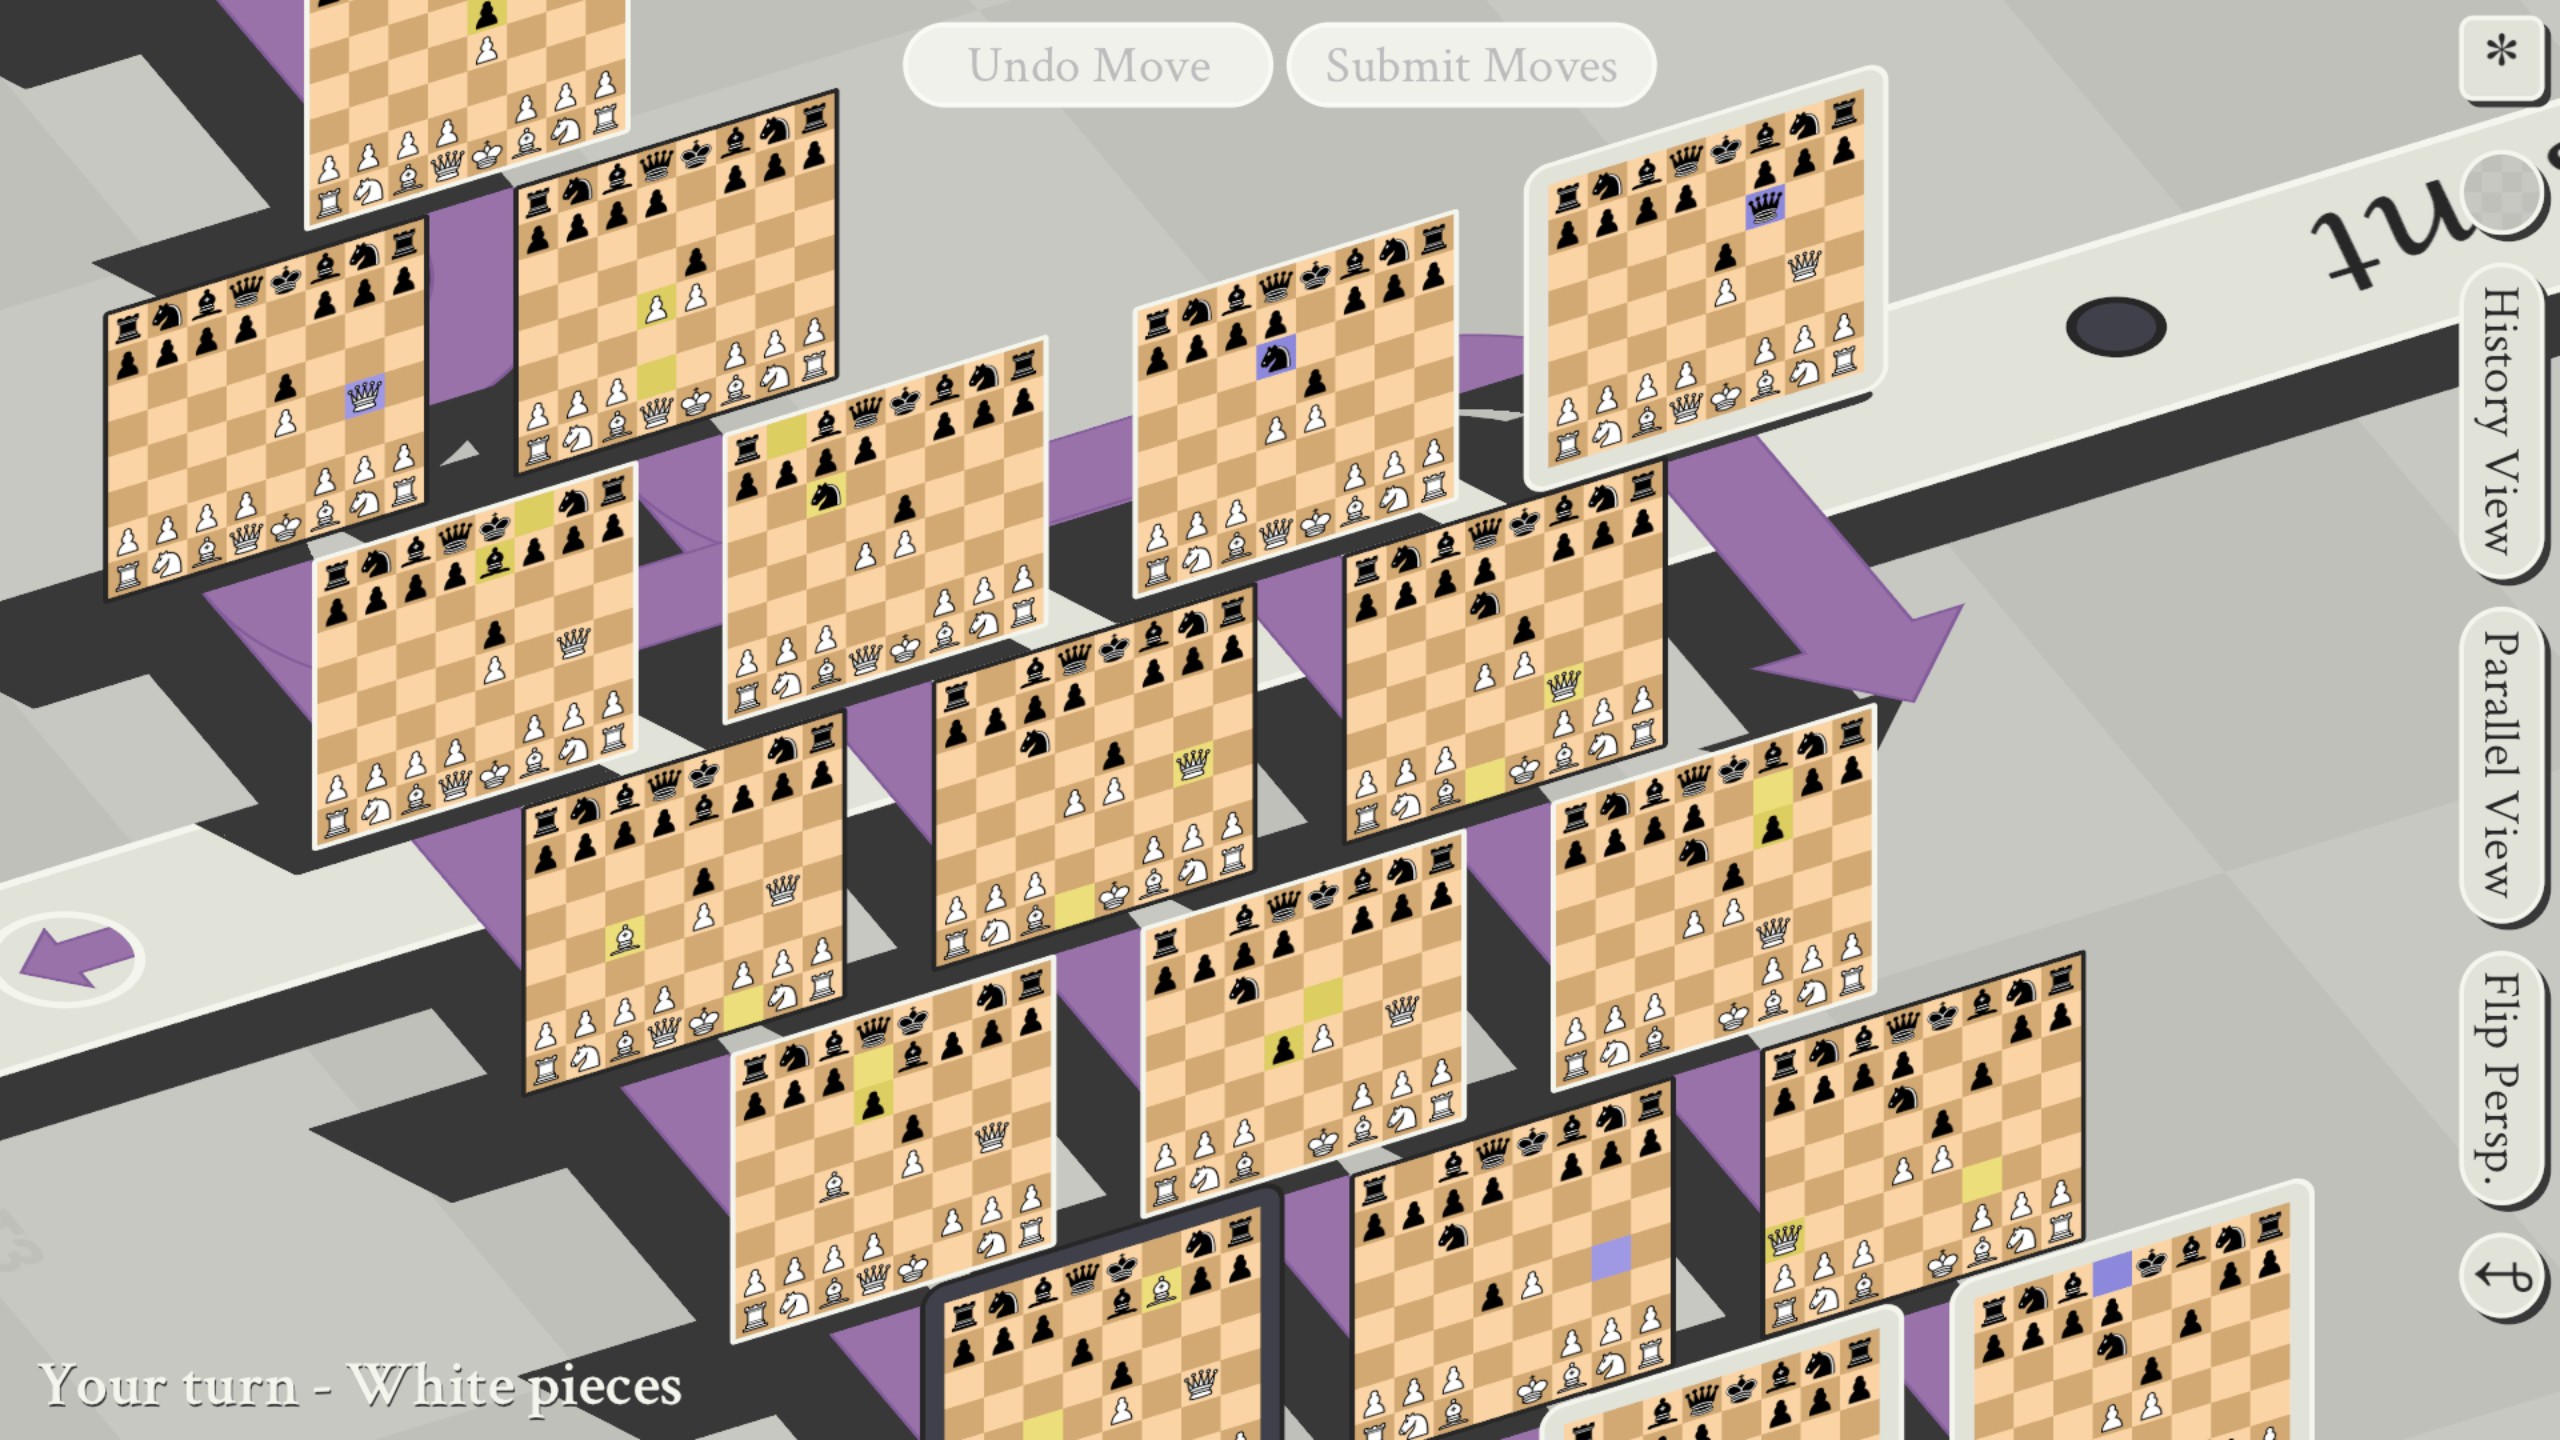 Undo Move
Submit Moves
*
History View
Parallel View
Flip Persp.
Your turn - White pieces